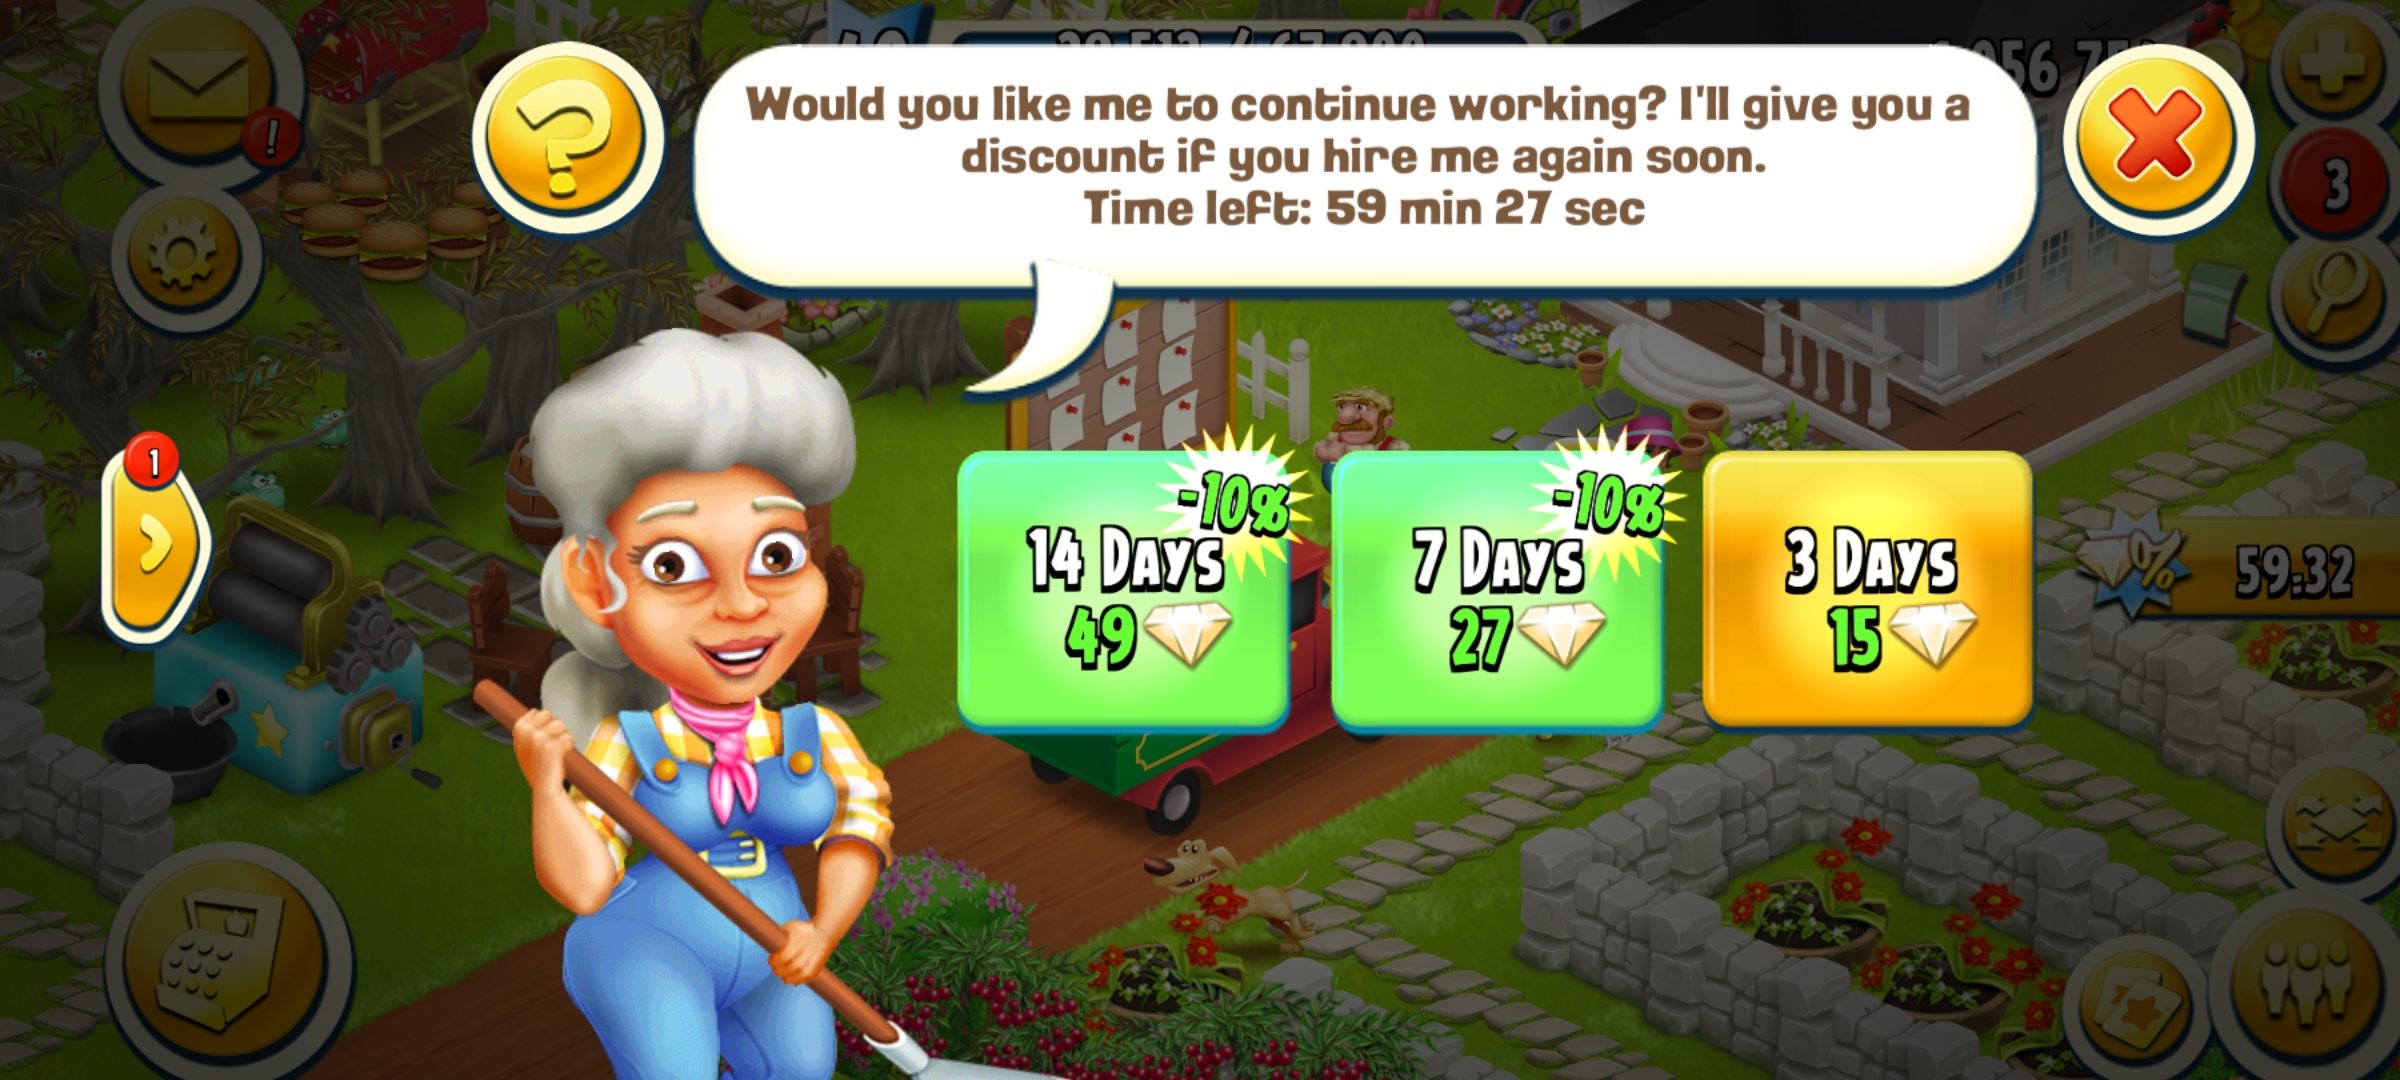 Would you like me to continue working? I'll give you a
discount if you hire me again soon.
Time left: 59 min 27 sec
!
3
1
-10%
14 Days
49
-10%
7 Days
27
3 Days
15
%
59:32